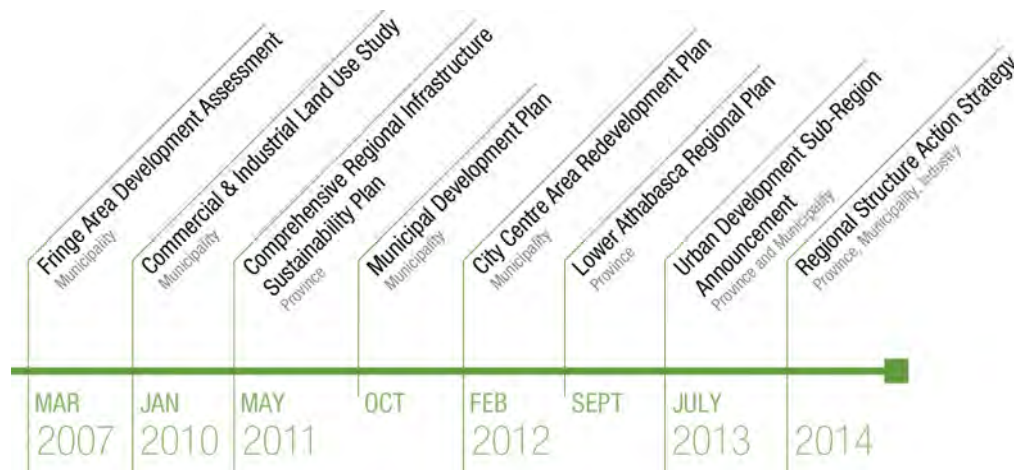 Fringe Area Development Assessment
Municipality
Commercial & Industrial Land Use Study
Municipality
Comprehensive Regional Infrastructure
Sustainability Plan
Province
Municipal Development Plan
Municipality
City Centre Area Redevelopment Plan
Municipality
Lower Athabasca Regional Plan
Province
Urban Development Sub-Region
Announcement
Province and Municipality
Regional Structure Action Strategy
Province, Municipality, Industry
MAR
2007
JAN
2010
MAY
2011
OCT
FEB
2012
SEPT
JULY
2013
2014